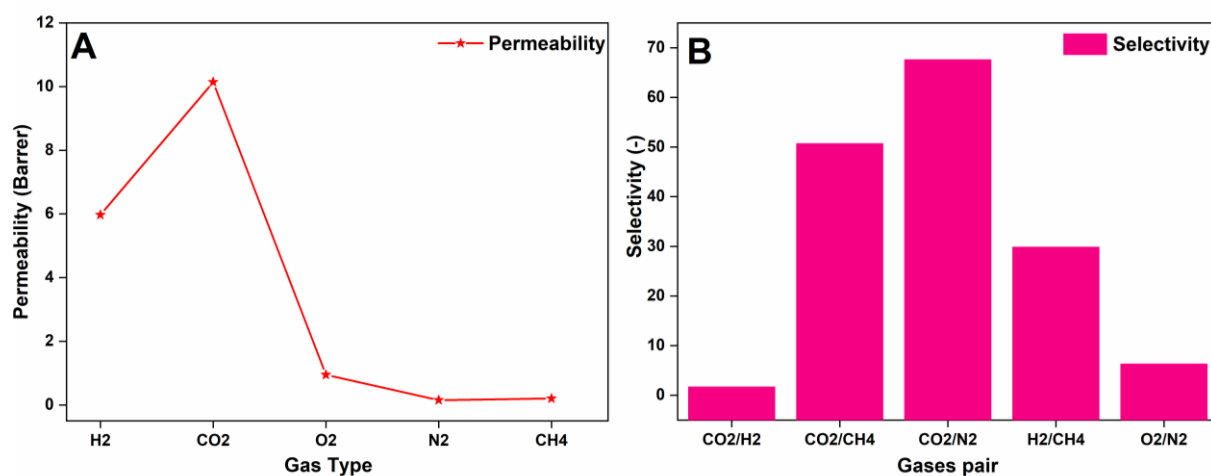 A
Permeability
Permeability (Barrer)
12
10
8
6
4
2
0
H2
CO2
O2
N2
CH4
Gas Type
B
Selectivity
Selectivity (-)
70
60
50
40
30
20
10
0
CO2/H2
CO2/CH4
CO2/N2
H2/CH4
O2/N2
Gases pair